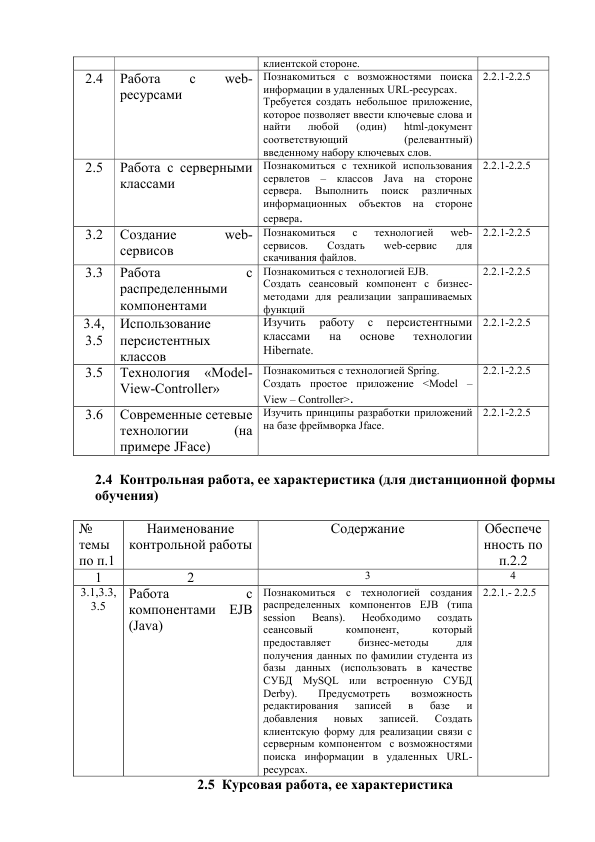 клиентской стороне.
2.4 Работа с web- Познакомиться с возможностями поиска 2.2.1-2.2.5
ресурсами информации в удаленных URL-ресурсах.
Требуется создать небольшое приложение,
которое позволяет ввести ключевые слова и
найти любой (один) html-документ
соответствующий (релевантный)
введенному набору ключевых слов.
2.5 Работа с серверными Познакомиться с техникой использования 2.2.1-2.2.5
классами сервлетов – классов Java на стороне
сервера. Выполнить поиск различных
информационных объектов на стороне
сервера.
3.2 Создание web- Познакомиться с технологией web- 2.2.1-2.2.5
сервисов сервисов. Создать web-сервис для
скачивания файлов.
3.3 Работа с Познакомиться с технологией EJB. 2.2.1-2.2.5
распределенными Создать сеансовый компонент с бизнес-
компонентами методами для реализации запрашиваемых
функций
3.4, Использование Изучить работу с персистентными 2.2.1-2.2.5
3.5 персистентных классами на основе технологии
классов Hibernate.
3.5 Технология «Model- Познакомиться с технологией Spring. 2.2.1-2.2.5
View-Controller» Создать простое приложение <Model –
View – Controller>.
3.6 Современные сетевые Изучить принципы разработки приложений 2.2.1-2.2.5
технологии (на на базе фреймворка Jface.
примере JFace)
2.4 Контрольная работа, ее характеристика (для дистанционной формы
обучения)
№ Наименование Содержание Обеспече
темы контрольной работы нность по
по п.1 п.2.2
1 2 3 4
3.1,3.3, Работа с Познакомиться с технологией создания 2.2.1.- 2.2.5
3.5 компонентами EJB распределенных компонентов EJB (типа
(Java) session Beans). Необходимо создать
сеансовый компонент, который
предоставляет бизнес-методы для
получения данных по фамилии студента из
базы данных (использовать в качестве
СУБД MySQL или встроенную СУБД
Derby). Предусмотреть возможность
редактирования записей в базе и
добавления новых записей. Создать
клиентскую форму для реализации связи с
серверным компонентом с возможностями
поиска информации в удаленных URL-
ресурсах.
2.5 Курсовая работа, ее характеристика